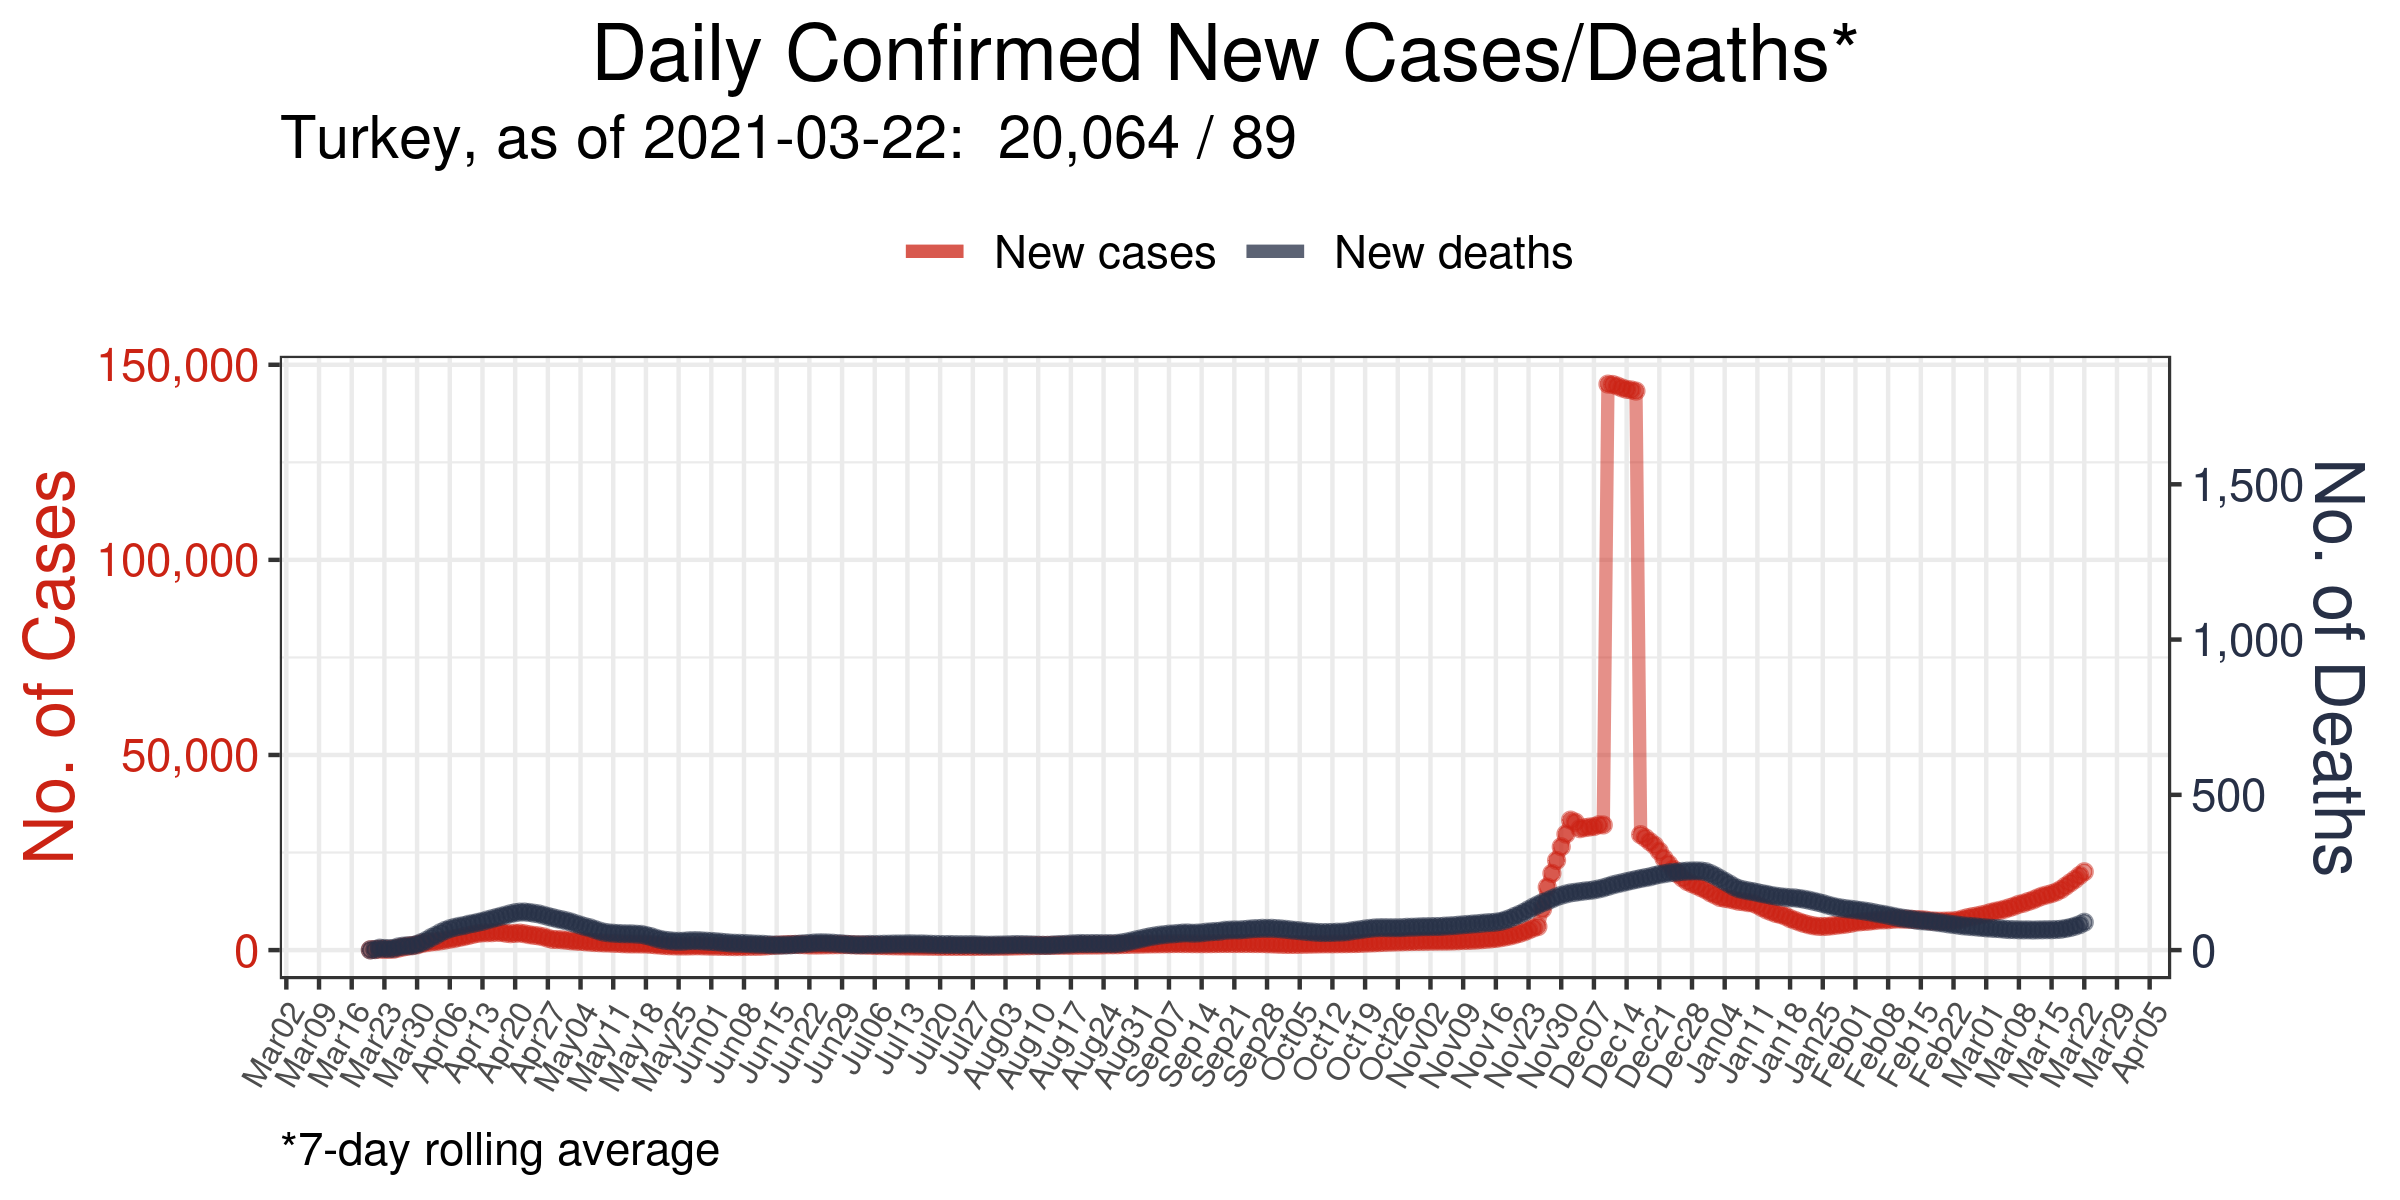 Daily Confirmed New Cases/Deaths*
Turkey, as of 2021-03-22:  20,064 / 89
New cases
New deaths
No. of Cases
150,000
100,000
50,000
0
No. of Deaths
1,500
1,000
500
0
Mar02
Mar09
Mar16
Mar23
Mar30
Apr06
Apr13
Apr20
Apr27
May04
May11
May18
May25
Jun01
Jun08
Jun15
Jun22
Jun29
Jul06
Jul13
Jul20
Jul27
Aug03
Aug10
Aug17
Aug24
Aug31
Sep07
Sep14
Sep21
Sep28
Oct05
Oct12
Oct19
Oct26
Nov02
Nov09
Nov16
Nov23
Nov30
Dec07
Dec14
Dec21
Dec28
Jan04
Jan11
Jan18
Jan25
Feb01
Feb08
Feb15
Feb22
Mar01
Mar08
Mar15
Mar22
Mar29
Apr05
*7-day rolling average